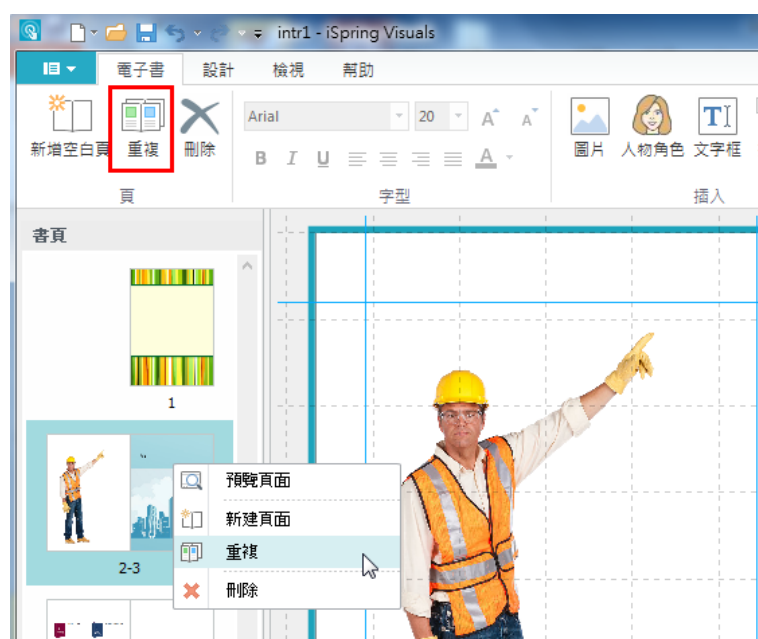 intr1 - iSpring Visuals
電子書 設計 檢視 幫助
Arial 20 A A
新增空白頁 重複 刪除 B I U A 圖片 人物角色 文字框
頁 字型 插入
書頁
1
預覽頁面
新建頁面
重複
刪除
2-3